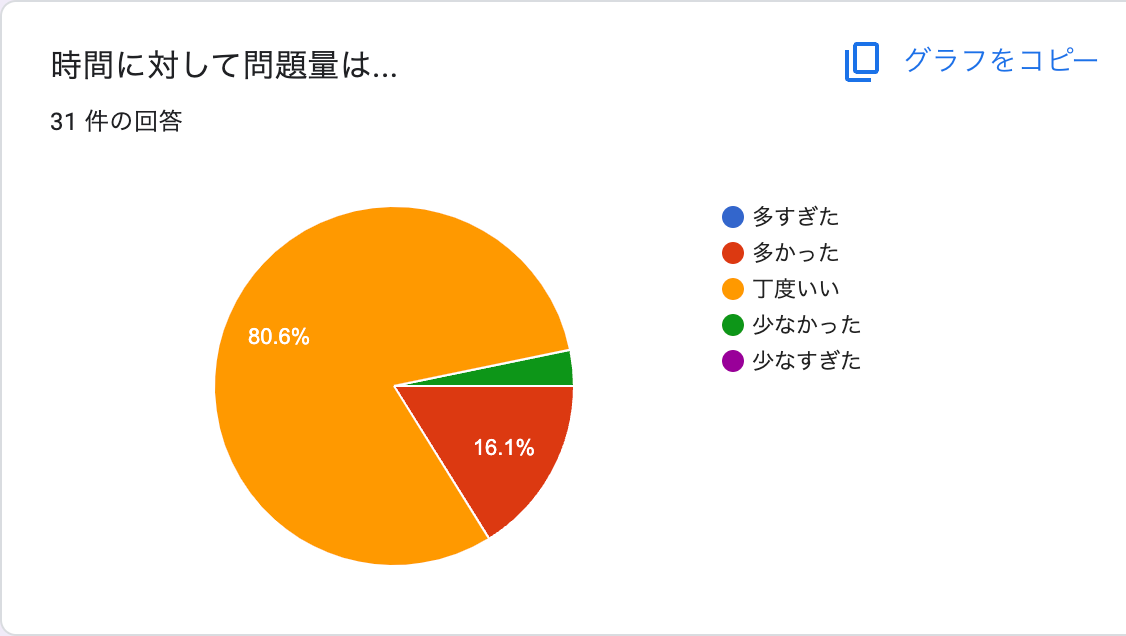 時間に対して問題量は...
グラフをコピー
31 件の回答
80.6%
16.1%
多すぎた
多かった
丁度いい
少なかった
少なすぎた